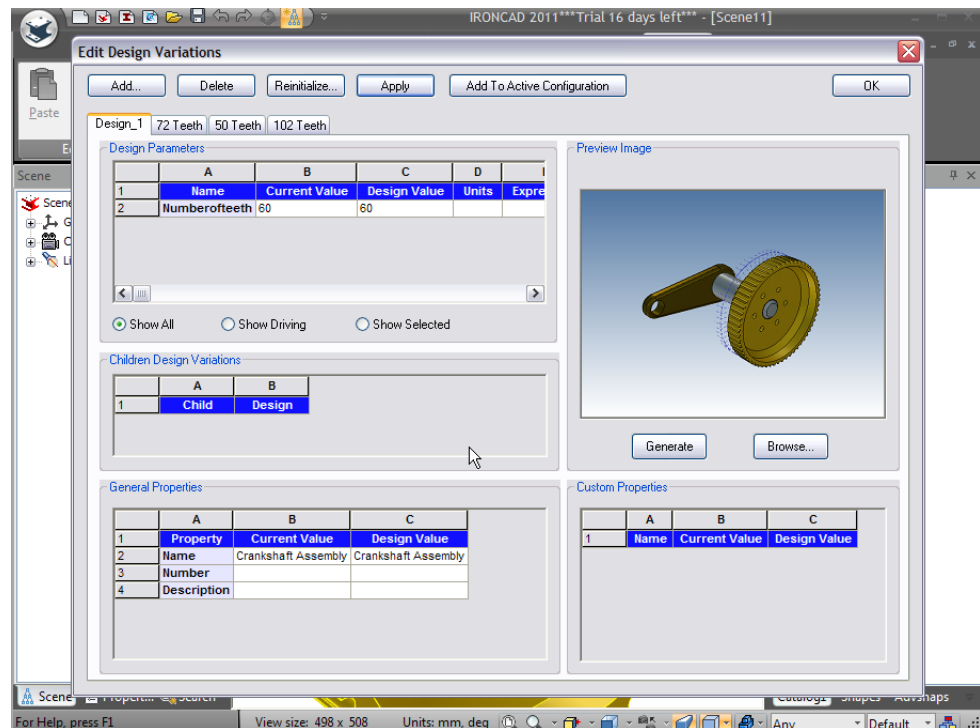 IRONCAD 2011***Trial 16 days left*** - [Scene11]
Edit Design Variations
Add...
Delete
Reinitialize...
Apply
Add To Active Configuration
OK
Paste
Design_1
72 Teeth
50 Teeth
102 Teeth
Scene
Design Parameters
A B C D
1 Name Current Value Design Value Units Expre
2 Numberofteeth 60 60
Show All
Show Driving
Show Selected
Children Design Variations
A B
1 Child Design
Preview Image
Generate
Browse...
General Properties
A B C
1 Property Current Value Design Value
2 Name Crankshaft Assembly Crankshaft Assembly
3 Number
4 Description
Custom Properties
A B C
1 Name Current Value Design Value
Scene
For Help, press F1
View size: 498 x 508
Units: mm, deg
Any
Default